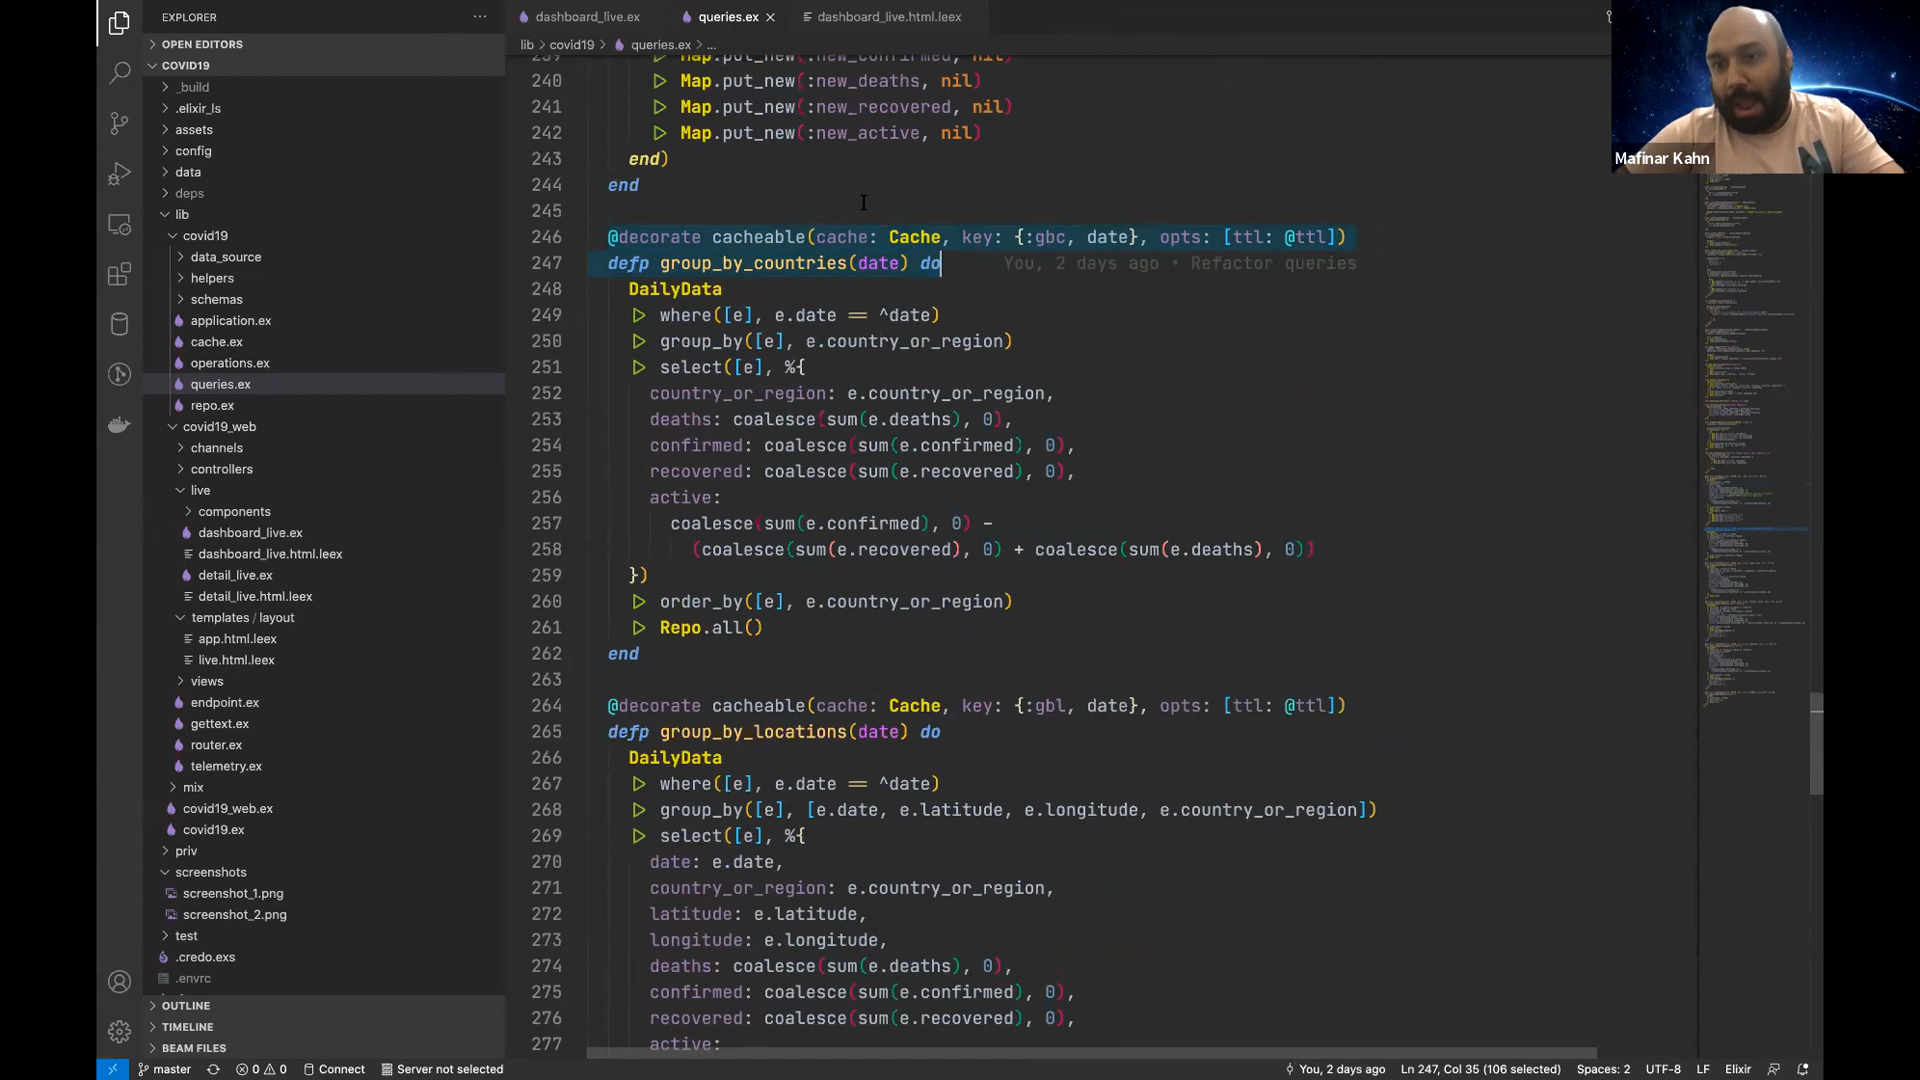 EXPLORER
OPEN EDITORS
COVID19
_build
.elixir_ls
assets
config
data
deps
lib
covid19
data_source
helpers
schemas
application.ex
cache.ex
operations.ex
queries.ex
repo.ex
covid19_web
channels
controllers
live
components
dashboard_live.ex
dashboard_live.html.leex
detail_live.ex
detail_live.html.leex
templates / layout
app.html.leex
live.html.leex
views
endpoint.ex
gettext.ex
router.ex
telemetry.ex
mix
covid19_web.ex
covid19.ex
priv
screenshots
screenshot_1.png
screenshot_2.png
test
.credo.exs
.envrc
OUTLINE
TIMELINE
BEAM FILES
dashboard_live.ex
queries.ex
dashboard_live.html.leex
lib > covid19 > queries.ex > ...
239 Map.put_new(:new_confirmed, nil)
240 |> Map.put_new(:new_deaths, nil)
241 |> Map.put_new(:new_recovered, nil)
242 |> Map.put_new(:new_active, nil)
243 end)
244 end
245
246 @decorate cacheable(cache: Cache, key: {:gbc, date}, opts: [ttl: @ttl])
247 defp group_by_countries(date) do You, 2 days ago • Refactor queries
248 DailyData
249 |> where([e], e.date == ^date)
250 |> group_by([e], e.country_or_region)
251 |> select([e], %{
252 country_or_region: e.country_or_region,
253 deaths: coalesce(sum(e.deaths), 0),
254 confirmed: coalesce(sum(e.confirmed), 0),
255 recovered: coalesce(sum(e.recovered), 0),
256 active:
257 coalesce(sum(e.confirmed), 0) -
258 (coalesce(sum(e.recovered), 0) + coalesce(sum(e.deaths), 0))
259 })
260 |> order_by([e], e.country_or_region)
261 |> Repo.all()
262 end
263
264 @decorate cacheable(cache: Cache, key: {:gbl, date}, opts: [ttl: @ttl])
265 defp group_by_locations(date) do
266 DailyData
267 |> where([e], e.date == ^date)
268 |> group_by([e], [e.date, e.latitude, e.longitude, e.country_or_region])
269 |> select([e], %{
270 date: e.date,
271 country_or_region: e.country_or_region,
272 latitude: e.latitude,
273 longitude: e.longitude,
274 deaths: coalesce(sum(e.deaths), 0),
275 confirmed: coalesce(sum(e.confirmed), 0),
276 recovered: coalesce(sum(e.recovered), 0),
277 active:
Mafinar Kahn
master
0 0
Connect
Server not selected
You, 2 days ago
Ln 247, Col 35 (106 selected)
Spaces: 2
UTF-8
LF
Elixir